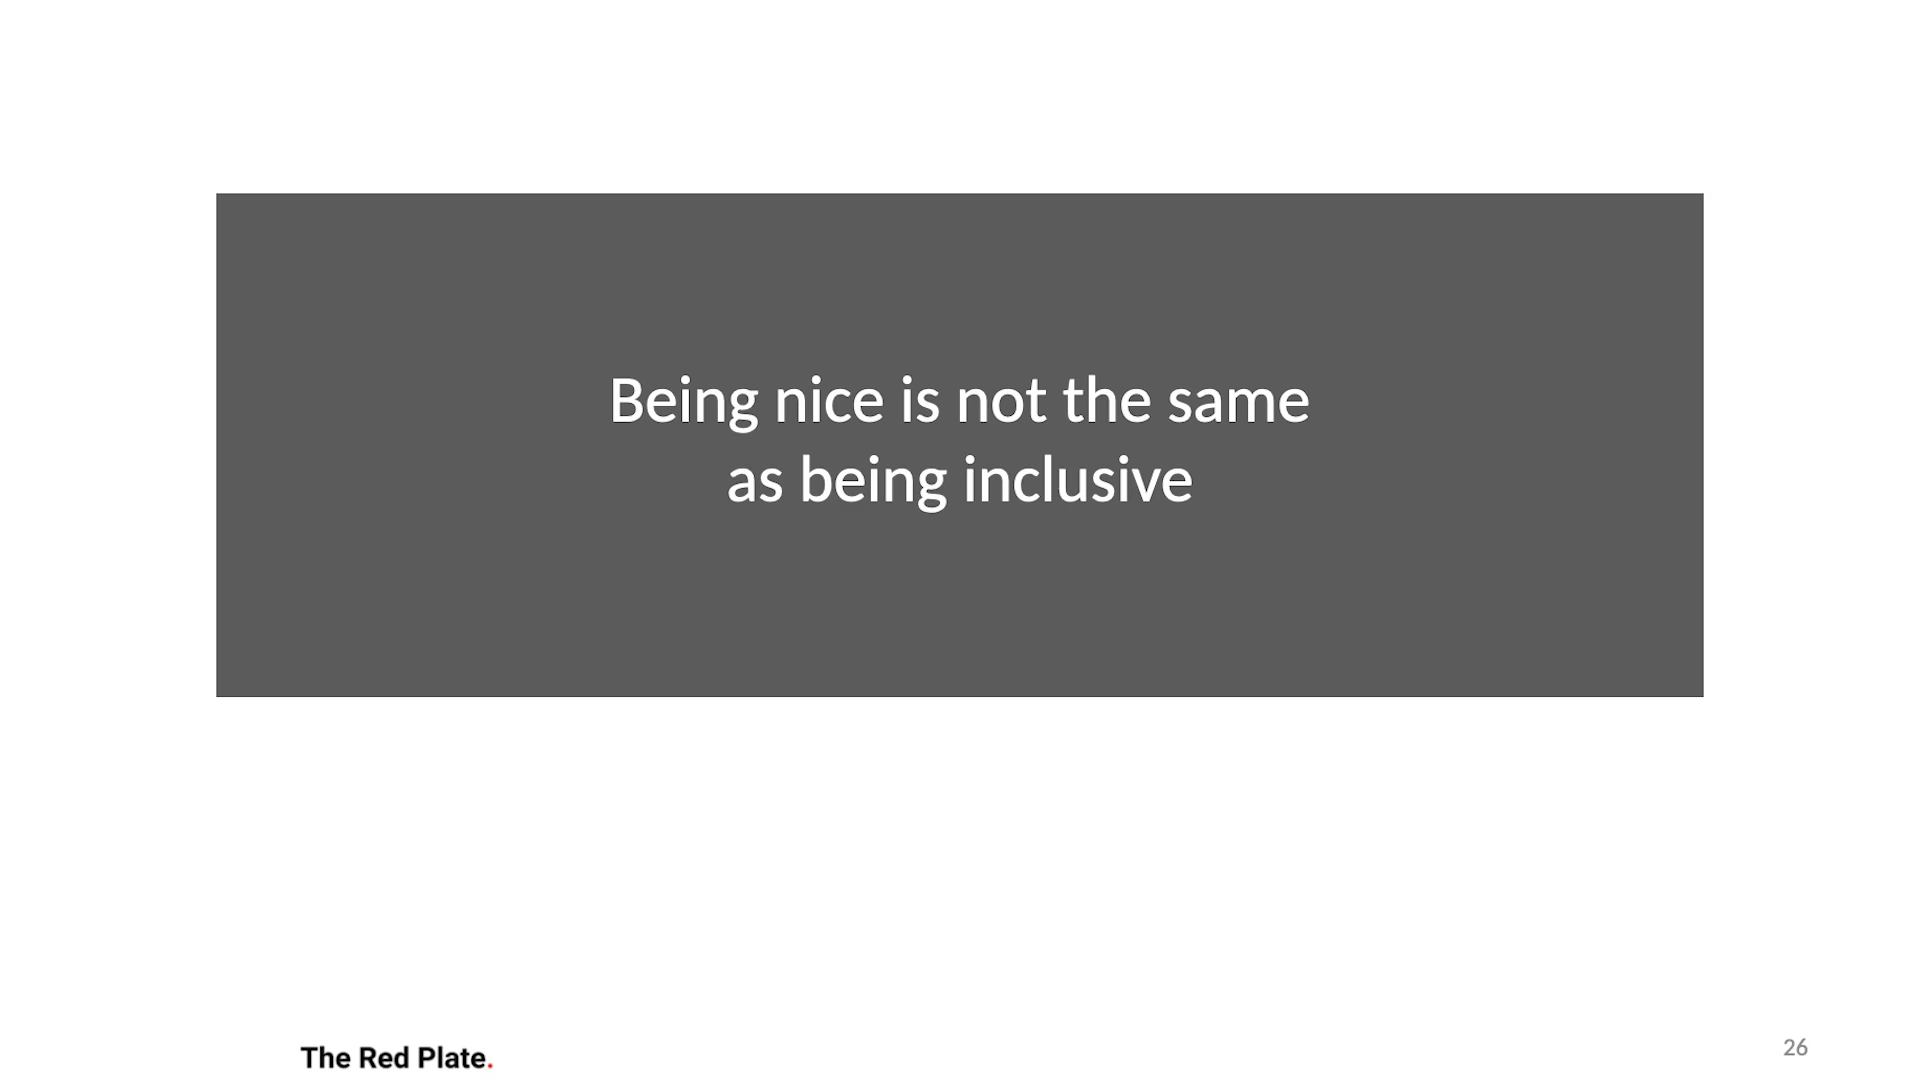 Being nice is not the same
as being inclusive
The Red Plate.
26